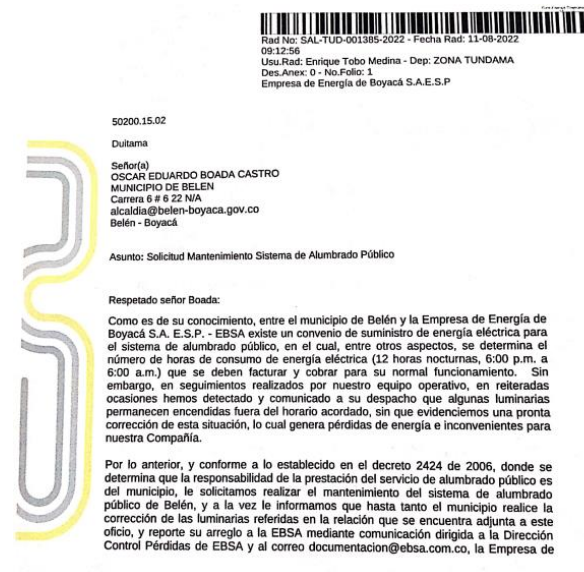 Rad No: SAL-TUD-001385-2022 - Fecha Rad: 11-08-2022
09:12:56
Usu.Rad: Enrique Tobo Medina - Dep: ZONA TUNDAMA
Des.Anex: 0 - No.Folio: 1
Empresa de Energía de Boyacá S.A.E.S.P
50200.15.02
Duitama
Señor(a)
OSCAR EDUARDO BOADA CASTRO
MUNICIPIO DE BELEN
Carrera 6 # 6 22 N/A
alcaldia@belen-boyaca.gov.co
Belén - Boyacá
Asunto: Solicitud Mantenimiento Sistema de Alumbrado Público
Respetado señor Boada:
Como es de su conocimiento, entre el municipio de Belén y la Empresa de Energía de
Boyacá S.A. E.S.P. - EBSA existe un convenio de suministro de energía eléctrica para
el sistema de alumbrado público, en el cual, entre otros aspectos, se determina el
número de horas de consumo de energía eléctrica (12 horas nocturnas, 6:00 p.m. a
6:00 a.m.) que se deben facturar y cobrar para su normal funcionamiento. Sin
embargo, en seguimientos realizados por nuestro equipo operativo, en reiteradas
ocasiones hemos detectado y comunicado a su despacho que algunas luminarias
permanecen encendidas fuera del horario acordado, sin que evidenciemos una pronta
corrección de esta situación, lo cual genera pérdidas de energía e inconvenientes para
nuestra Compañía.
Por lo anterior, y conforme a lo establecido en el decreto 2424 de 2006, donde se
determina que la responsabilidad de la prestación del servicio de alumbrado público es
del municipio, le solicitamos realizar el mantenimiento del sistema de alumbrado
público de Belén, y a la vez le informamos que hasta tanto el municipio realice la
corrección de las luminarias referidas en la relación que se encuentra adjunta a este
oficio, y reporte su arreglo a la EBSA mediante comunicación dirigida a la Dirección
Control Pérdidas de EBSA y al correo documentacion@ebsa.com.co, la Empresa de